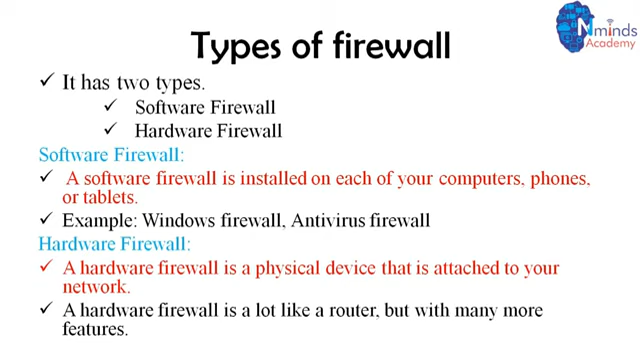 Nminds
Academy
Types of firewall
✓ It has two types.
✓ Software Firewall
✓ Hardware Firewall
Software Firewall:
✓ A software firewall is installed on each of your computers, phones,
or tablets.
✓ Example: Windows firewall, Antivirus firewall
Hardware Firewall:
✓ A hardware firewall is a physical device that is attached to your
network.
✓ A hardware firewall is a lot like a router, but with many more
features.